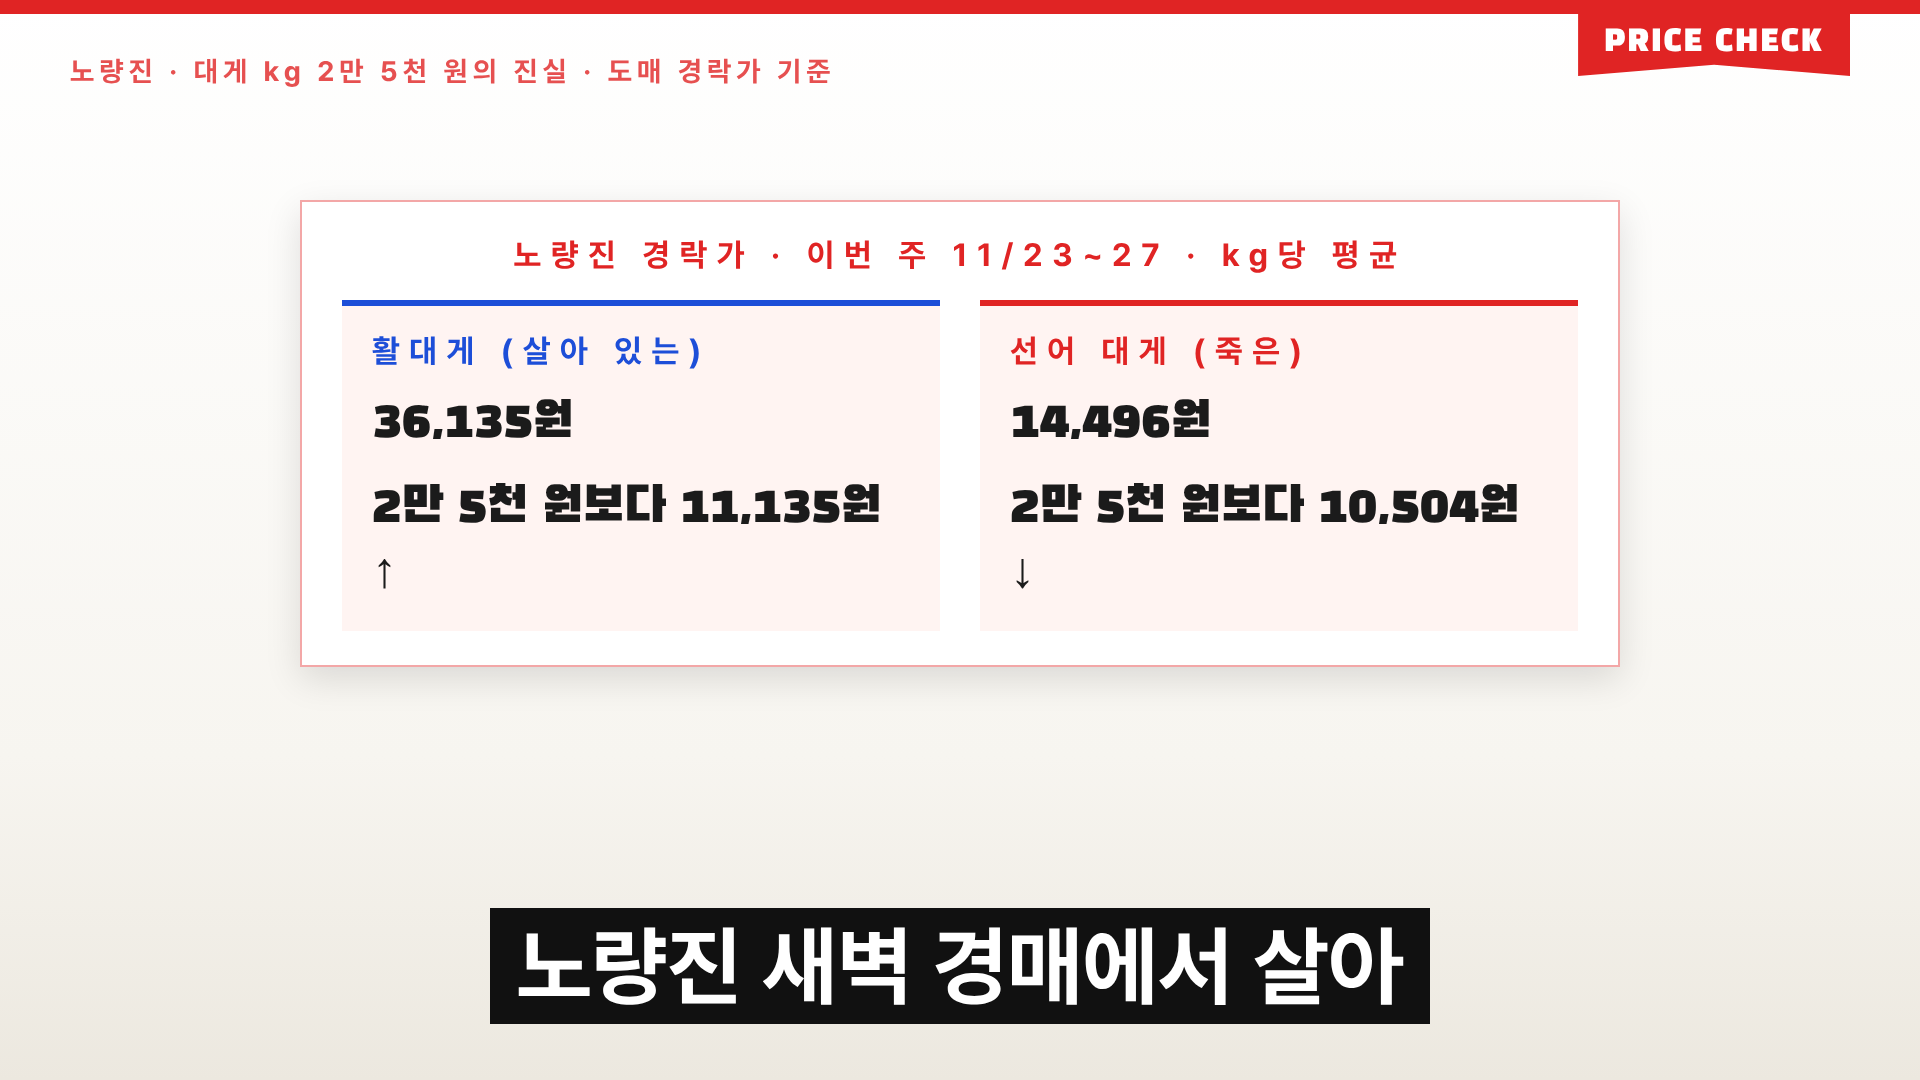 PRICE CHECK
노량진 · 대게 kg 2만 5천 원의 진실 · 도매 경락가 기준
노량진 경락가 · 이번 주 11/23~27 · kg당 평균
활대게 (살아 있는)
36,135원
2만 5천 원보다 11,135원
↑
선어 대게 (죽은)
14,496원
2만 5천 원보다 10,504원
↓
노량진 새벽 경매에서 살아